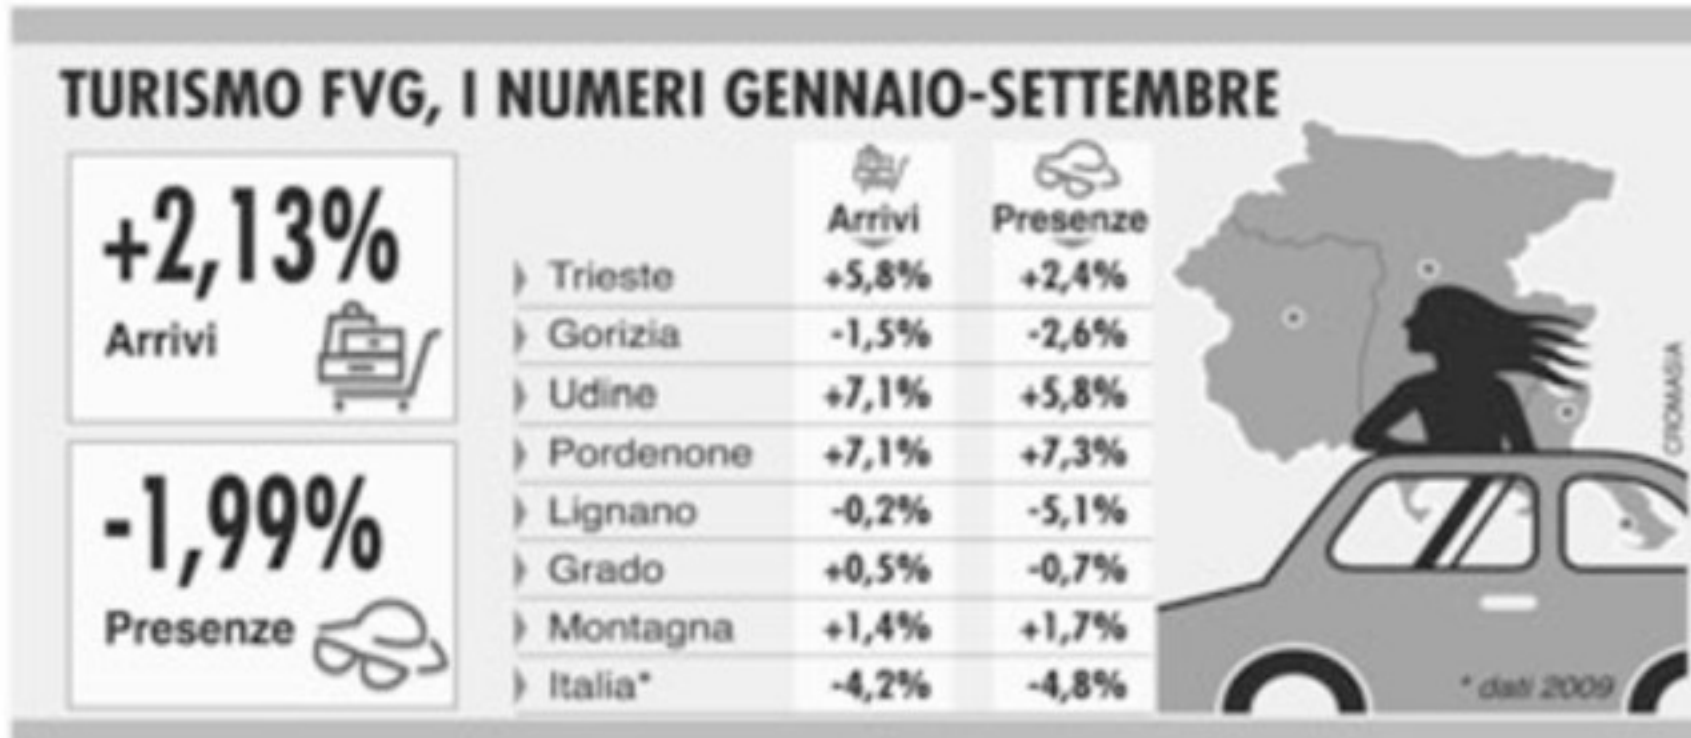 TURISMO FVG, I NUMERI GENNAIO-SETTEMBRE
+2,13%
Arrivi
-1,99%
Presenze
Arrivi Presenze
Trieste +5,8% +2,4%
Gorizia -1,5% -2,6%
Udine +7,1% +5,8%
Pordenone +7,1% +7,3%
Lignano -0,2% -5,1%
Grado +0,5% -0,7%
Montagna +1,4% +1,7%
Italia* -4,2% -4,8%
* dati 2009
CROMASIA